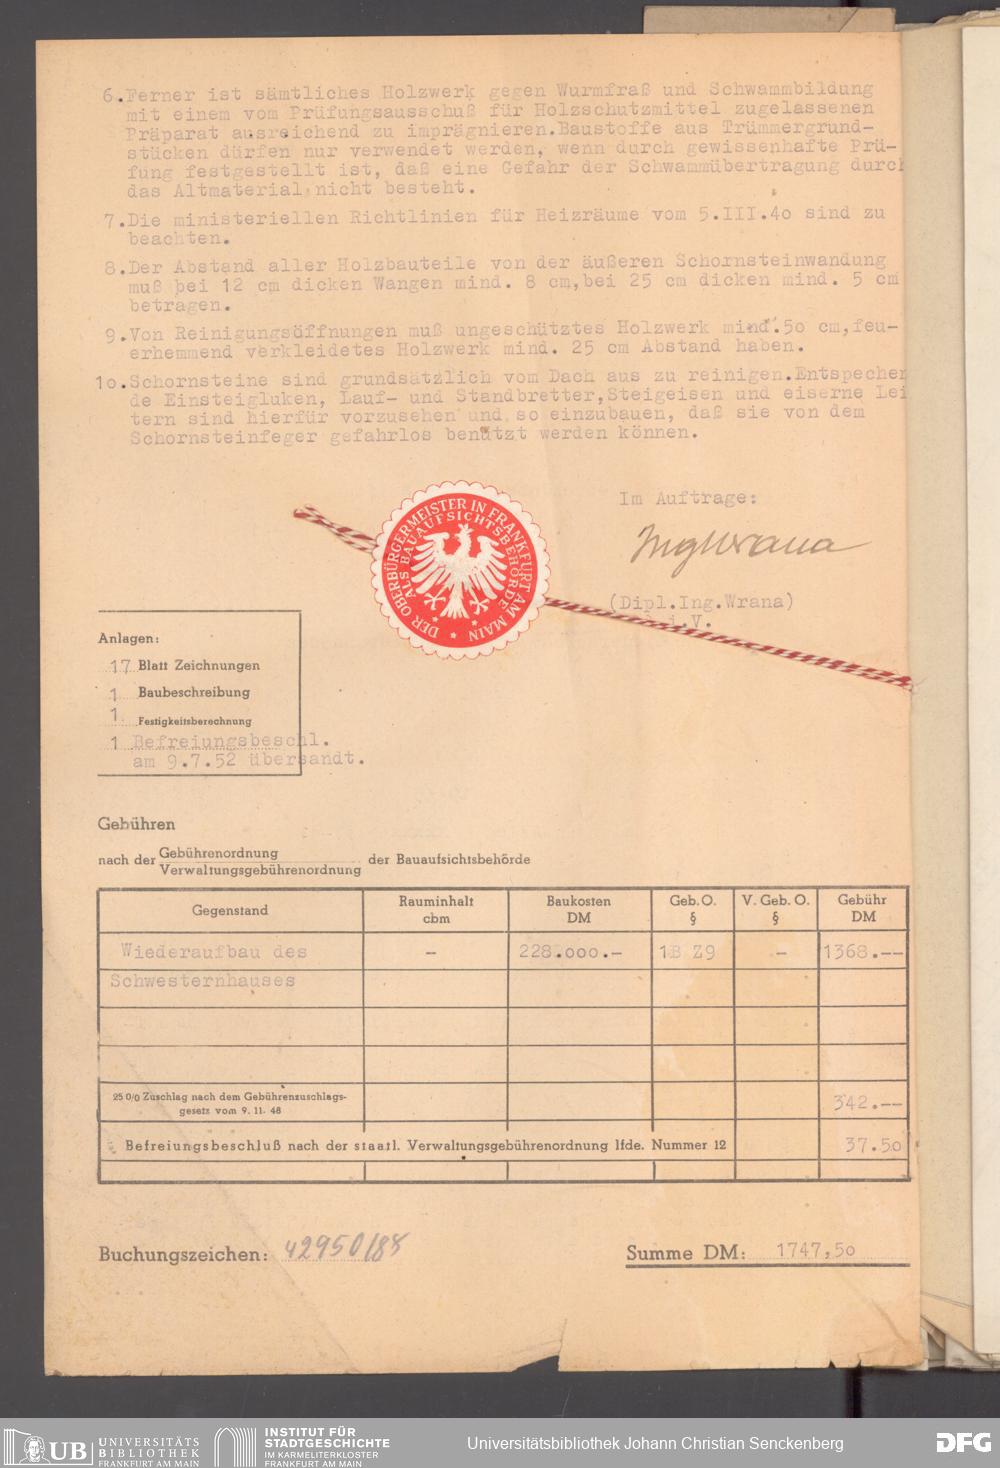 6.Ferner ist sämtliches Holzwerk gegen Wurmfraß und Schwammbildung
mit einem vom Prüfungsausschuß für Holzschutzmittel zugelassenen
Präparat ausreichend zu imprägnieren.Baustoffe aus Trümmergrund-
stücken dürfen nur verwendet werden, wenn durch gewissenhafte Prü-
fung festgestellt ist, daß eine Gefahr der Schwammübertragung durch
das Altmaterial nicht besteht.
7.Die ministeriellen Richtlinien für Heizräume vom 5.III.4o sind zu
beachten.
8.Der Abstand aller Holzbauteile von der äußeren Schornsteinwandung
muß bei 12 cm dicken Wangen mind. 8 cm,bei 25 cm dicken mind. 5 cm
betragen.
9.Von Reinigungsöffnungen muß ungeschütztes Holzwerk mind.5o cm,feu-
erhemmend verkleidetes Holzwerk mind. 25 cm Abstand haben.
1o.Schornsteine sind grundsätzlich vom Dach aus zu reinigen.Entspechen
de Einsteigluken, Lauf- und Standbretter,Steigeisen und eiserne Lei
tern sind hierfür vorzusehen und so einzubauen, daß sie von dem
Schornsteinfeger gefahrlos benützt werden können.
Im Auftrage:
IngWrana
(Dipl.Ing.Wrana)
i.V.
DER OBERBÜRGERMEISTER IN FRANKFURT AM MAIN
ALS BAUAUFSICHTSBEHÖRDE
Anlagen:
17 Blatt Zeichnungen
1 Baubeschreibung
1 Festigkeitsberechnung
1 Befreiungsbeschl.
am 9.7.52 übersandt.
Gebühren
nach der Gebührenordnung
Verwaltungsgebührenordnung der Bauaufsichtsbehörde
Gegenstand Rauminhalt cbm Baukosten DM Geb.O. § V. Geb. O. § Gebühr DM
Wiederaufbau des - 228.ooo.- 1B Z9 - 1368.--
Schwesternhauses
25 0/0 Zuschlag nach dem Gebührenzuschlags-
gesetz vom 9. 11. 48 342.--
Befreiungsbeschluß nach der staatl. Verwaltungsgebührenordnung lfde. Nummer 12 37.5o
Buchungszeichen: 42950/88 Summe DM: 1747,5o
UB UNIVERSITÄTS
BIBLIOTHEK
FRANKFURT AM MAIN
INSTITUT FÜR
STADTGESCHICHTE
IM KARMELITERKLOSTER
FRANKFURT AM MAIN
Universitätsbibliothek Johann Christian Senckenberg
DFG